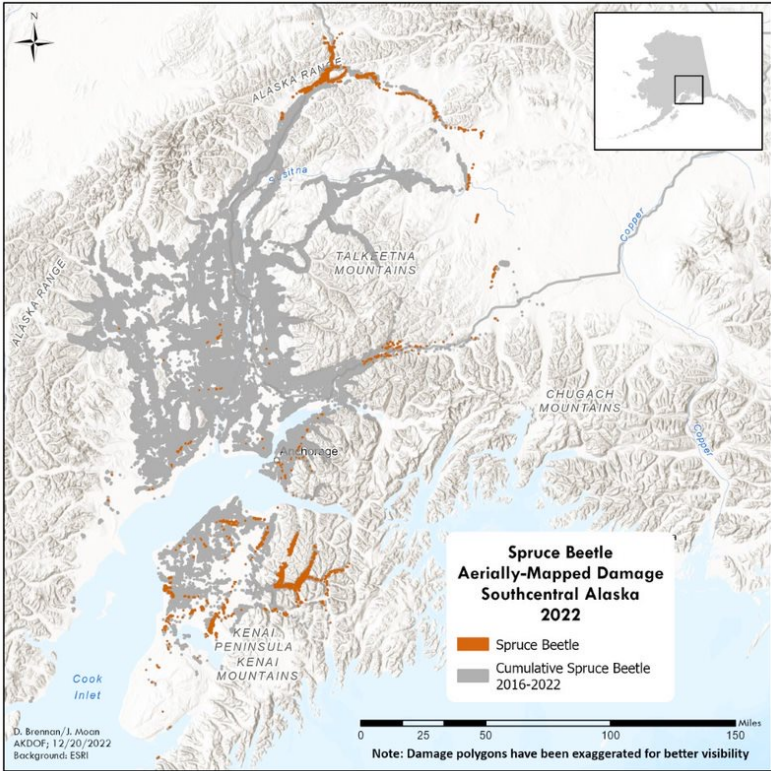 N
ALASKA RANGE
Susitna
Copper
TALKEETNA
MOUNTAINS
ALASKA RANGE
CHUGACH
MOUNTAINS
Copper
Anchorage
Spruce Beetle
Aerially-Mapped Damage
Southcentral Alaska
2022
Spruce Beetle
Cumulative Spruce Beetle
2016-2022
KENAI
PENINSULA
KENAI
MOUNTAINS
Cook
Inlet
D. Brennan/J. Moan
AKDOF; 12/20/2022
Background: ESRI
Miles
0 25 50 100 150
Note: Damage polygons have been exaggerated for better visibility